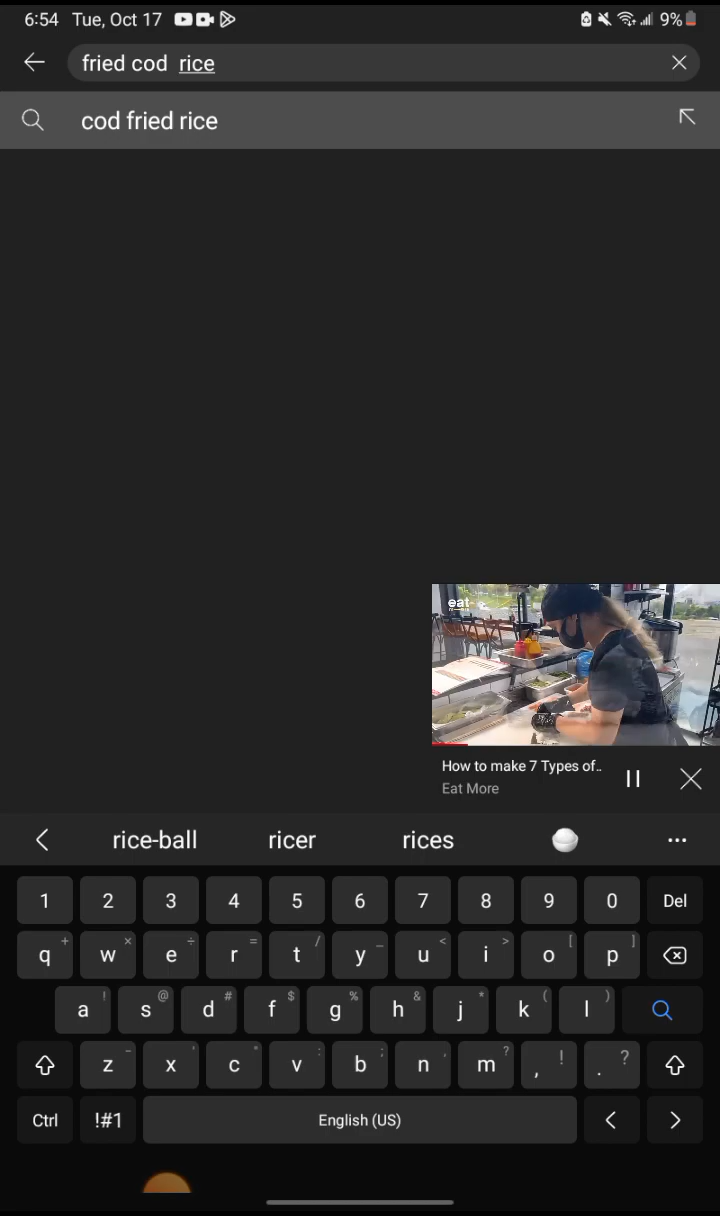 6:54 Tue, Oct 17 9%
fried cod rice
cod fried rice
eat
How to make 7 Types of..
Eat More
rice-ball ricer rices ...
1 2 3 4 5 6 7 8 9 0 Del
q + w × e ÷ r = t / y _ u < i > o [ p ]
a ! s @ d # f $ g % h & j * k ( l )
z - x ' c " v : b ; n , m ? , ! . ?
Ctrl !#1 English (US) < >